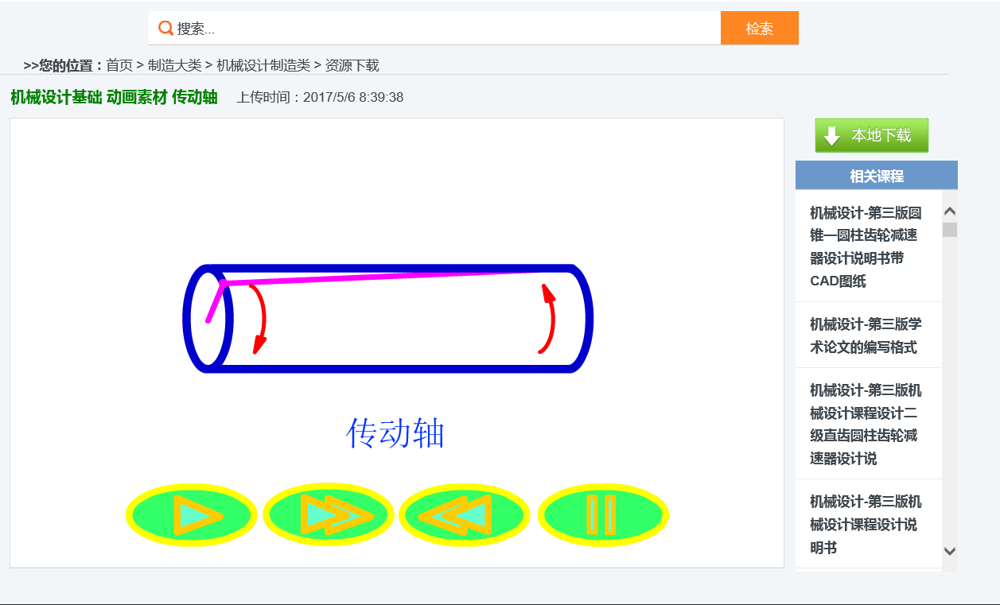 搜索...
检索
>>您的位置：首页 > 制造大类 > 机械设计制造类 > 资源下载
机械设计基础 动画素材 传动轴 上传时间：2017/5/6 8:39:38
本地下载
相关课程
机械设计-第三版圆
锥一圆柱齿轮减速
器设计说明书带
CAD图纸
机械设计-第三版学
术论文的编写格式
机械设计-第三版机
械设计课程设计二
级直齿圆柱齿轮减
速器设计说
机械设计-第三版机
械设计课程设计说
明书
传动轴